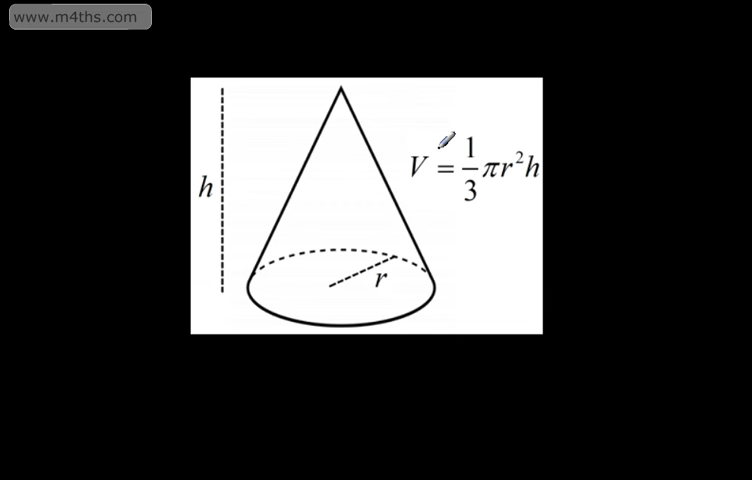 www.m4ths.com
h
V = 1/3 πr²h
r